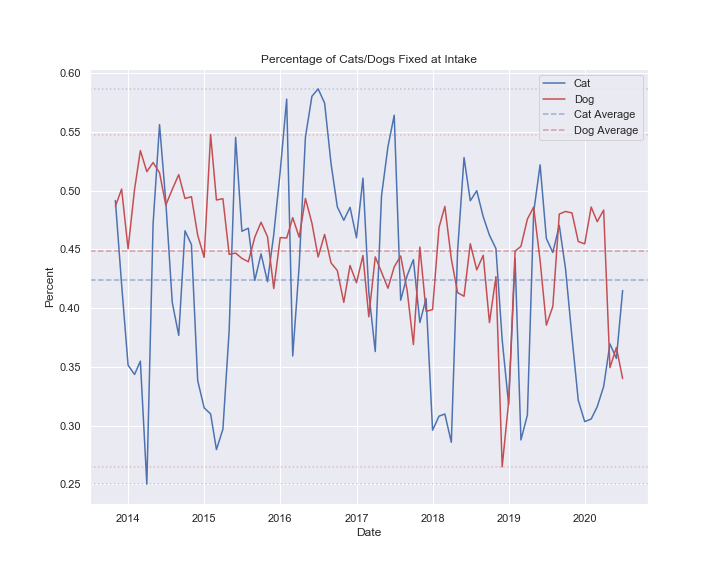 Percentage of Cats/Dogs Fixed at Intake
Cat
Dog
Cat Average
Dog Average
0.60
0.55
0.50
0.45
0.40
0.35
0.30
0.25
Percent
2014 2015 2016 2017 2018 2019 2020
Date